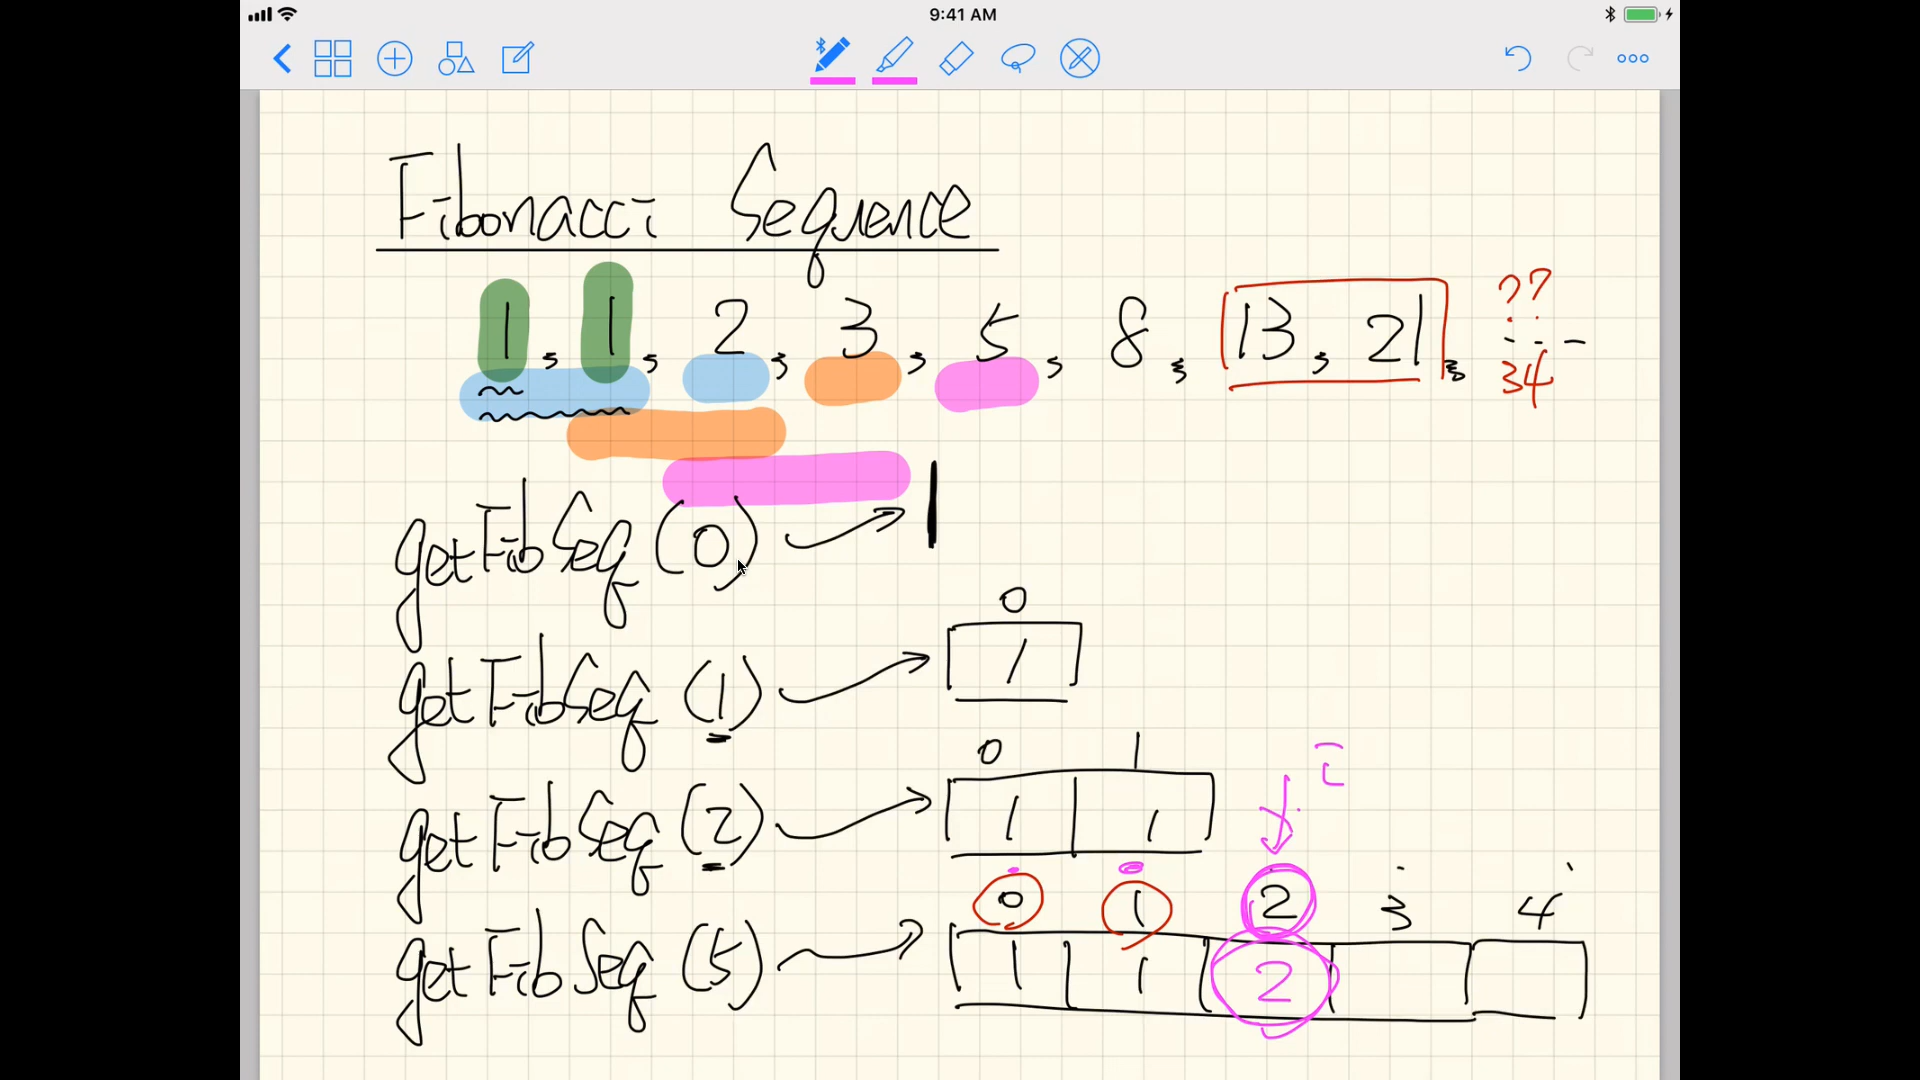 9:41 AM
Fibonacci Sequence
1, 1, 2, 3, 5, 8, 13, 21, ??
34
getFibSeq (0)
0
getFibSeq (1) 1
0 1
getFibSeq (2) 1 1
i
0 1 2 3 4
getFibSeq (5) 1 1 2